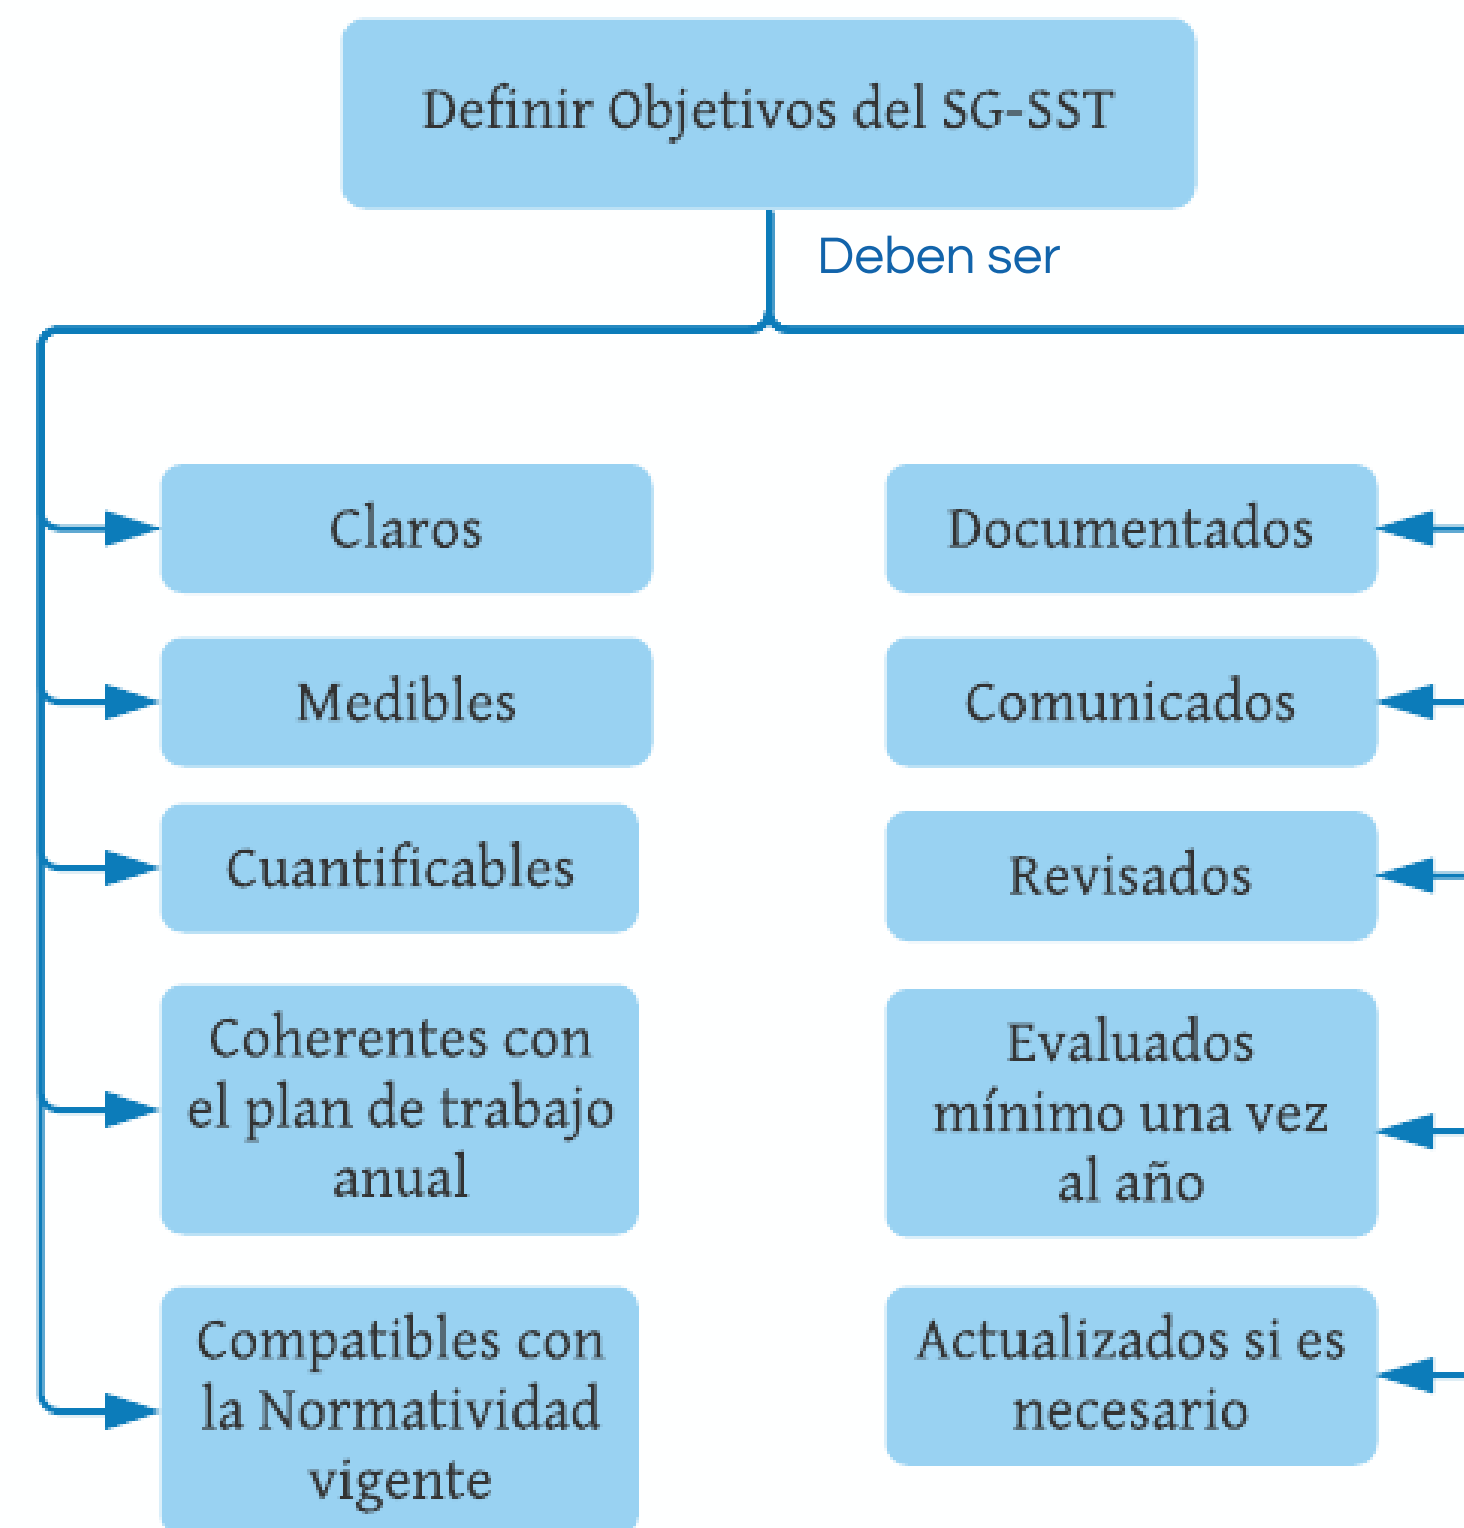 Definir Objetivos del SG-SST
Deben ser
Claros
Medibles
Cuantificables
Coherentes con
el plan de trabajo
anual
Compatibles con
la Normatividad
vigente
Documentados
Comunicados
Revisados
Evaluados
mínimo una vez
al año
Actualizados si es
necesario